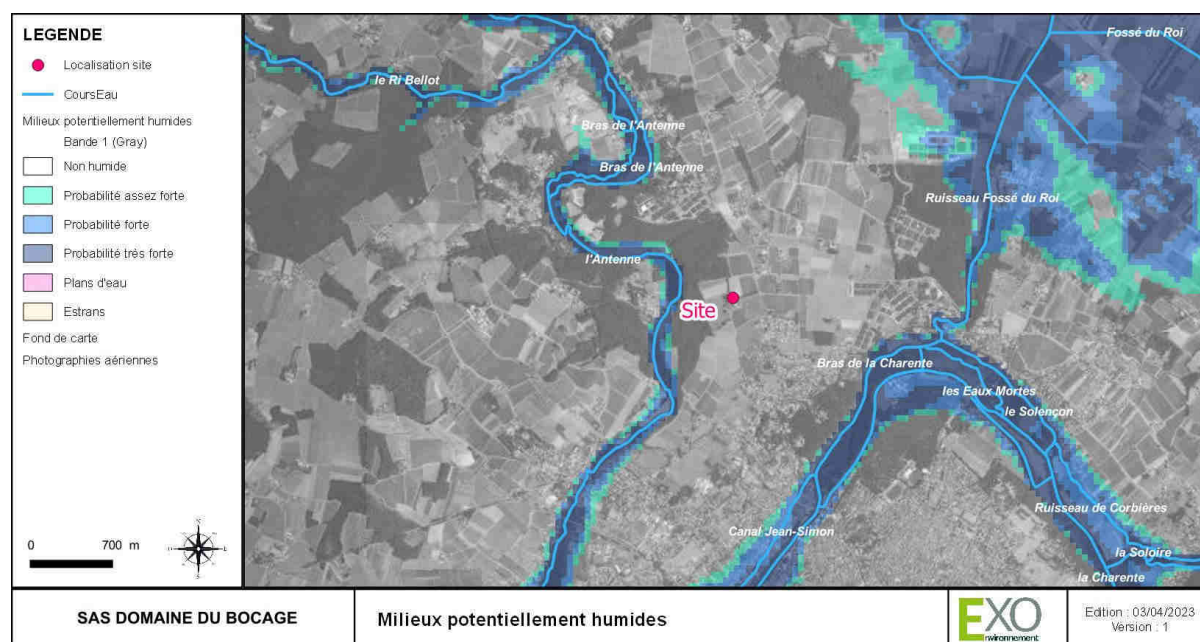 LEGENDE
Localisation site
CoursEau
Milieux potentiellement humides
Bande 1 (Gray)
Non humide
Probabilité assez forte
Probabilité forte
Probabilité très forte
Plans d'eau
Estrans
Fond de carte
Photographies aériennes
0 700 m
Fossé du Roi
le Ri Bellot
Bras de l'Antenne
Bras de l'Antenne
Ruisseau Fossé du Roi
l'Antenne
Site
Bras de la Charente
les Eaux Mortes
le Solençon
Ruisseau de Corbières
Canal Jean-Simon
la Soloire
la Charente
SAS DOMAINE DU BOCAGE
Milieux potentiellement humides
EXO
nvironnement
Edition : 03/04/2023
Version : 1